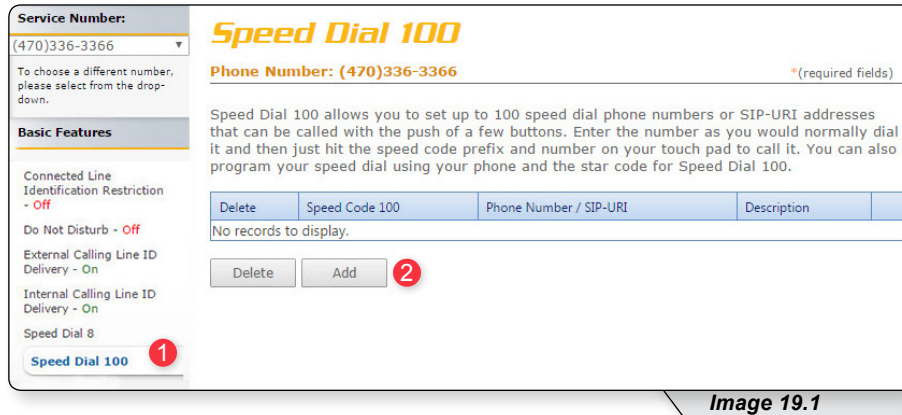 Service Number:
(470)336-3366
To choose a different number,
please select from the drop-
down.
Basic Features
Connected Line
Identification Restriction
- Off
Do Not Disturb - Off
External Calling Line ID
Delivery - On
Internal Calling Line ID
Delivery - On
Speed Dial 8
Speed Dial 100
1
Speed Dial 100
Phone Number: (470)336-3366
*(required fields)
Speed Dial 100 allows you to set up to 100 speed dial phone numbers or SIP-URI addresses
that can be called with the push of a few buttons. Enter the number as you would normally dial
it and then just hit the speed code prefix and number on your touch pad to call it. You can also
program your speed dial using your phone and the star code for Speed Dial 100.
Delete Speed Code 100 Phone Number / SIP-URI Description
No records to display.
Delete Add 2
Image 19.1